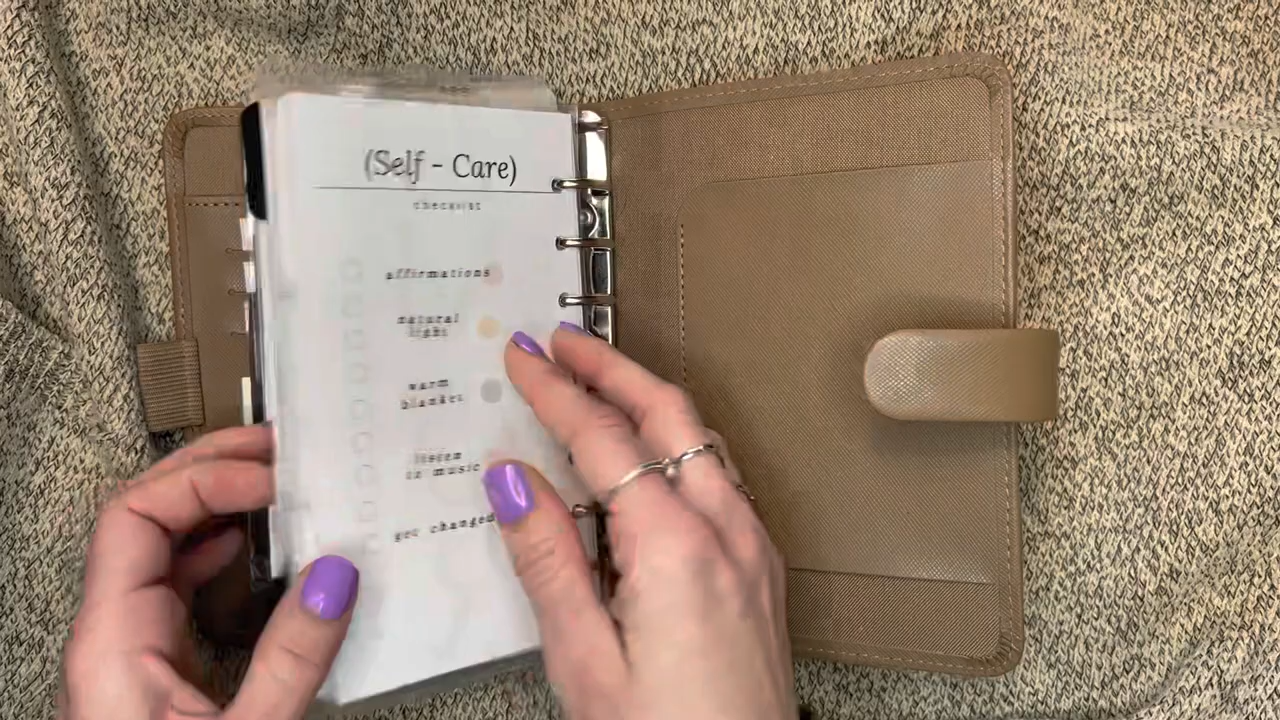 (Self - Care)
checklist
affirmations
natural
light
warm
blanket
listen
to music
get changed